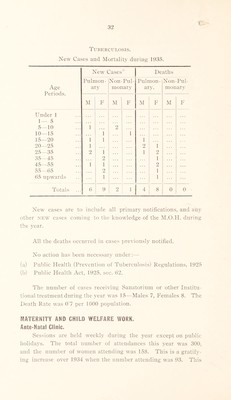 32
TUBERCULOSIS.
New Cases and Mortality during 1935.
New Cases Deaths
Age Periods. Pulmonary Non-Pulmonary Pulmonary. Non-Pulmonary
M F M F M F M F
Under 1 ... ... ... ... ... ... ... ...
1— 5 ... ... ... ... ... ... ... ...
5—10 1 ... 2 ... ... ... ... ...
10—15 ... 1 ... 1 ... ... ... ...
15—20 1 1 ... ... 1 ... ... ...
20—25 1 ... ... ... 2 1 ... ...
25—35 2 1 ... ... 1 2 ... ...
35—45 ... 2 ... ... ... 1 ... ...
45—55 1 1 ... ... ... 2 ... ...
55—65 ... 2 ... ... ... 1 ... ...
65 upwards ... 1 ... ... ... 1 ... ...
Totals ... 6 9 2 1 4 8 0 0
New cases are to include all primary notifications, and any
other new cases coming to the knowledge of the M.O.H. during
the year.
All the deaths occurred in cases previously notified.
No action has been necessary under:—
(a) Public Health (Prevention of Tuberculosis) Regulations, 1925
(b) Public Health Act, 1925, sec. 62.
The number of cases receiving Sanatorium or other Institu-
tional treatment during the year was 15—Males 7, Females 8. The
Death Rate was 0·7 per 1000 population.
MATERNITY AND CHILD WELFARE WORK.
Ante-Natal Clinic.
Sessions are held weekly during the year except on public
holidays. The total number of attendances this year was 300,
and the number of women attending was 188. This is a gratify-
ing increase over 1934 when the number attending was 93. This